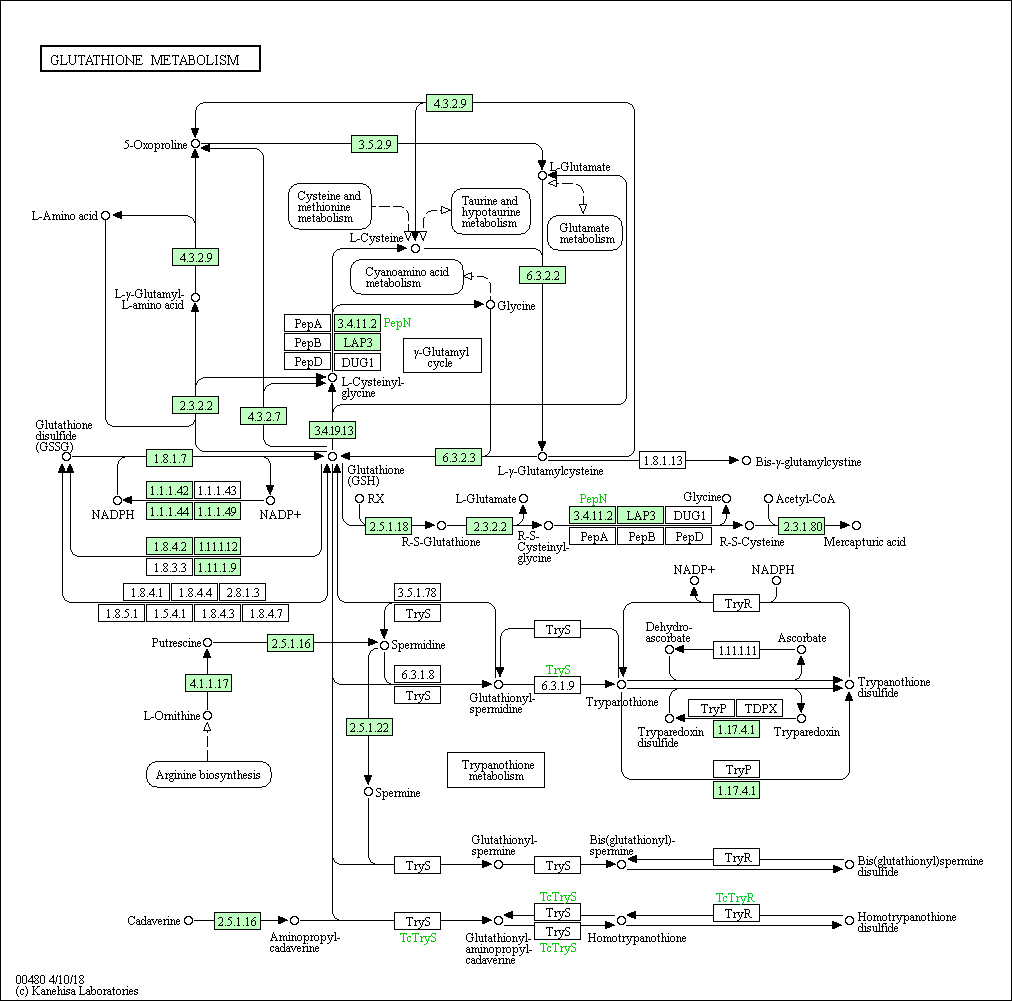 GLUTATHIONE METABOLISM
4.3.2.9
5-Oxoproline
3.5.2.9
L-Glutamate
Cysteine and
methionine
metabolism
Taurine and
hypotaurine
metabolism
L-Amino acid
Glutamate
metabolism
L-Cysteine
4.3.2.9
Cyanoamino acid
metabolism
6.3.2.2
L-γ-Glutamyl-
L-amino acid
Glycine
PepA
3.4.11.2
PepN
PepB
LAP3
PepD
DUG1
γ-Glutamyl
cycle
L-Cysteinyl-
glycine
2.3.2.2
4.3.2.7
3.4.19.13
Glutathione
disulfide
(GSSG)
1.8.1.7
6.3.2.3
Glutathione
(GSH)
L-γ-Glutamylcysteine
1.8.1.13
Bis-γ-glutamylcystine
1.1.1.42
1.1.1.43
1.1.1.44
1.1.1.49
NADPH
NADP+
RX
2.5.1.18
R-S-Glutathione
L-Glutamate
2.3.2.2
R-S-
Cysteinyl-
glycine
PepN
3.4.11.2
LAP3
DUG1
PepA
PepB
PepD
Glycine
R-S-Cysteine
Acetyl-CoA
2.3.1.80
Mercapturic acid
1.8.4.2
1.11.1.12
1.8.3.3
1.11.1.9
1.8.4.1
1.8.4.4
2.8.1.3
1.8.5.1
1.5.4.1
1.8.4.3
1.8.4.7
3.5.1.78
TryS
NADP+
NADPH
TryR
Putrescine
2.5.1.16
Spermidine
TryS
Dehydro-
ascorbate
1.11.1.11
Ascorbate
4.1.1.17
6.3.1.8
TryS
Glutathionyl-
spermidine
TryS
6.3.1.9
Trypanothione
Trypanothione
disulfide
L-Ornithine
2.5.1.22
TryP
TDPX
1.17.4.1
Tryparedoxin
disulfide
Tryparedoxin
Arginine biosynthesis
Trypanothione
metabolism
TryP
1.17.4.1
Spermine
TryS
Glutathionyl-
spermine
TryS
Bis(glutathionyl)-
spermine
TryR
Bis(glutathionyl)spermine
disulfide
Cadaverine
2.5.1.16
Aminopropyl-
cadaverine
TryS
TcTryS
Glutathionyl-
aminopropyl-
cadaverine
TcTryS
TryS
TryS
TcTryS
Homotrypanothione
TcTryR
TryR
Homotrypanothione
disulfide
00480 4/10/18
(c) Kanehisa Laboratories